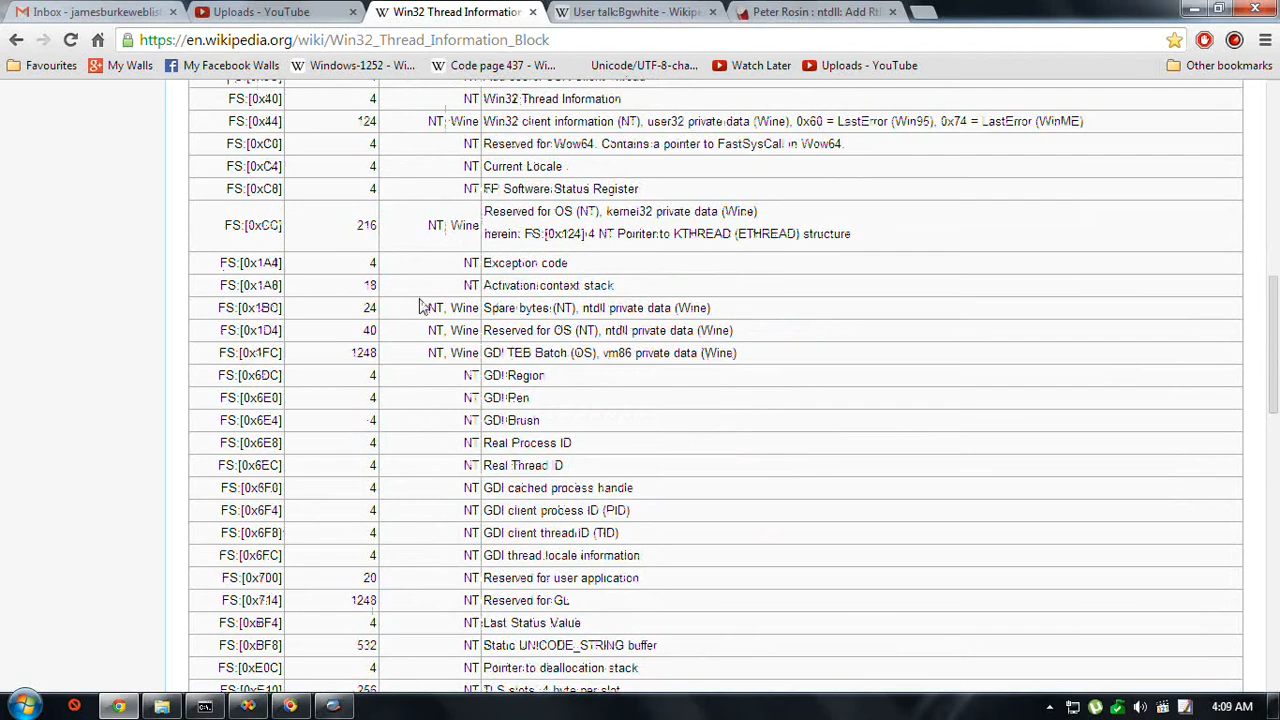 Inbox - jamesburkeweblist
Uploads - YouTube
Win32 Thread Information
User talk:Bgwhite - Wikipe
Peter Rosin : ntdll: Add Rtl
https://en.wikipedia.org/wiki/Win32_Thread_Information_Block
Favourites
My Walls
My Facebook Walls
Windows-1252 - Wi...
Code page 437 - Wi...
Unicode/UTF-8-cha...
Watch Later
Uploads - YouTube
Other bookmarks
FS:[0x40] 4 NT Win32 Thread Information
FS:[0x44] 124 NT, Wine Win32 client information (NT), user32 private data (Wine), 0x60 = LastError (Win95), 0x74 = LastError (WinME)
FS:[0xC0] 4 NT Reserved for Wow64. Contains a pointer to FastSysCall in Wow64.
FS:[0xC4] 4 NT Current Locale
FS:[0xC8] 4 NT FP Software Status Register
FS:[0xCC] 216 NT, Wine Reserved for OS (NT), kernel32 private data (Wine)
herein: FS:[0x124] 4 NT Pointer to KTHREAD (ETHREAD) structure
FS:[0x1A4] 4 NT Exception code
FS:[0x1A8] 18 NT Activation context stack
FS:[0x1BC] 24 NT, Wine Spare bytes (NT), ntdll private data (Wine)
FS:[0x1D4] 40 NT, Wine Reserved for OS (NT), ntdll private data (Wine)
FS:[0x1FC] 1248 NT, Wine GDI TEB Batch (OS), vm86 private data (Wine)
FS:[0x6DC] 4 NT GDI Region
FS:[0x6E0] 4 NT GDI Pen
FS:[0x6E4] 4 NT GDI Brush
FS:[0x6E8] 4 NT Real Process ID
FS:[0x6EC] 4 NT Real Thread ID
FS:[0x6F0] 4 NT GDI cached process handle
FS:[0x6F4] 4 NT GDI client process ID (PID)
FS:[0x6F8] 4 NT GDI client thread ID (TID)
FS:[0x6FC] 4 NT GDI thread locale information
FS:[0x700] 20 NT Reserved for user application
FS:[0x714] 1248 NT Reserved for GL
FS:[0xBF4] 4 NT Last Status Value
FS:[0xBF8] 532 NT Static UNICODE_STRING buffer
FS:[0xE0C] 4 NT Pointer to deallocation stack
FS:[0xE10] 256 NT TLS slots, 4 byte per slot
4:09 AM